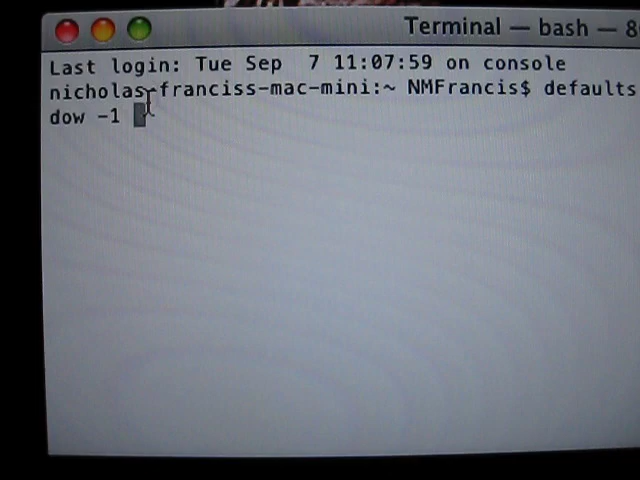 Terminal — bash — 8
Last login: Tue Sep  7 11:07:59 on console
nicholas-franciss-mac-mini:~ NMFrancis$ defaults
dow -1